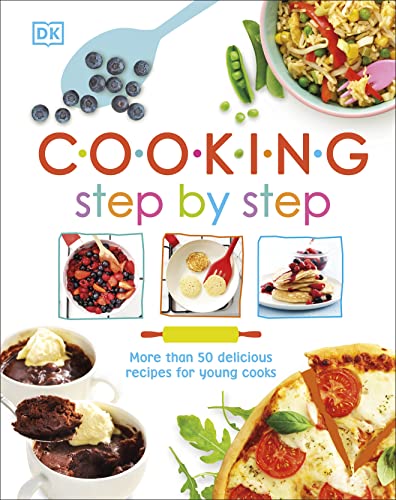 DK
C·O·O·K·I·N·G
step by step
More than 50 delicious
recipes for young cooks